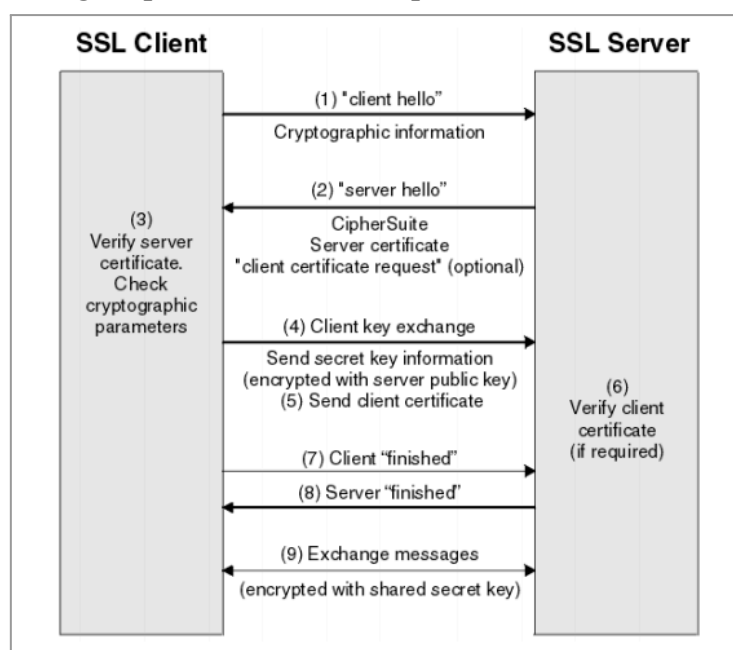 SSL Client
SSL Server
(1) "client hello"
Cryptographic information
(2) "server hello"
CipherSuite
Server certificate
"client certificate request" (optional)
(3)
Verify server
certificate.
Check
cryptographic
parameters
(4) Client key exchange
Send secret key information
(encrypted with server public key)
(5) Send client certificate
(6)
Verify client
certificate
(if required)
(7) Client “finished”
(8) Server “finished”
(9) Exchange messages
(encrypted with shared secret key)